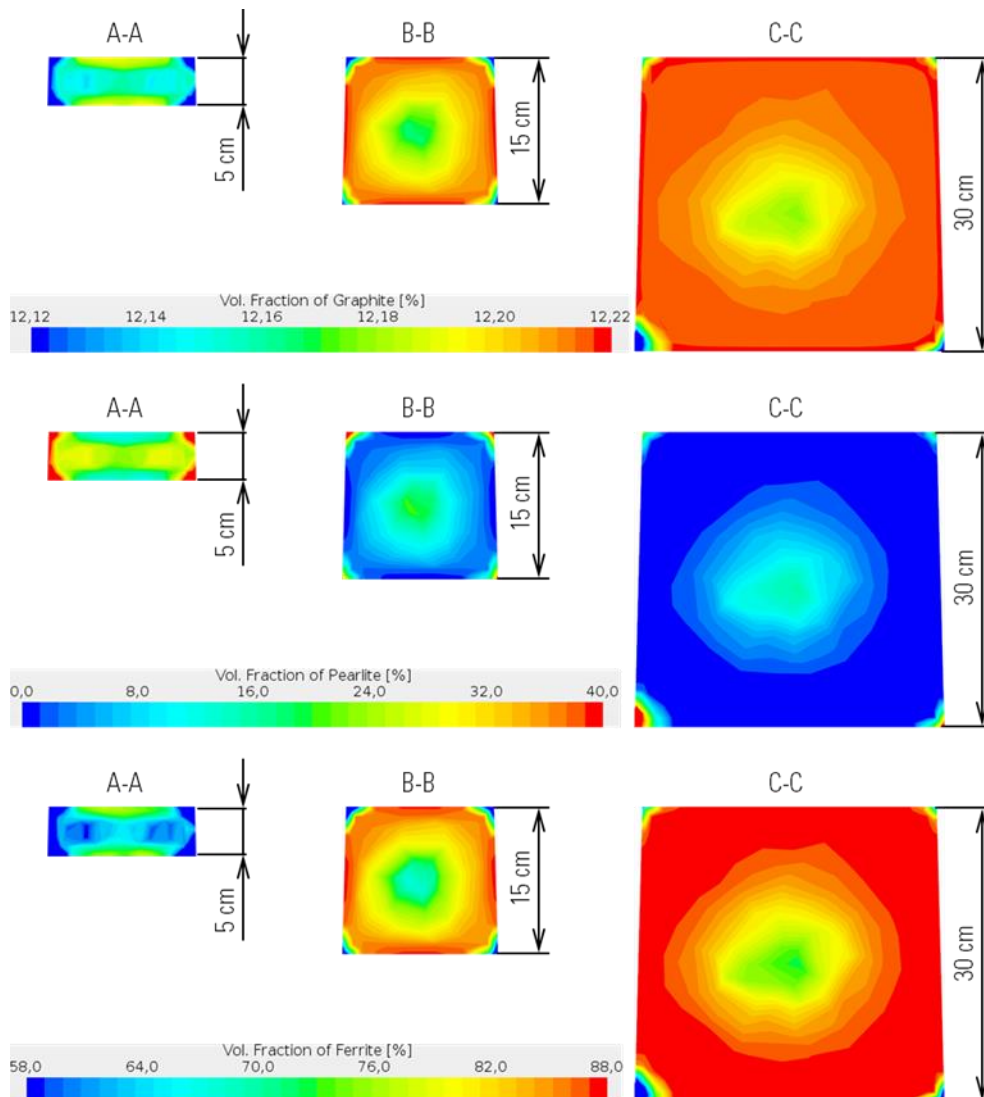 A-A B-B C-C
5 cm 15 cm 30 cm
Vol. Fraction of Graphite [%]
12,12 12,14 12,16 12,18 12,20 12,22
A-A B-B C-C
5 cm 15 cm 30 cm
Vol. Fraction of Pearlite [%]
0,0 8,0 16,0 24,0 32,0 40,0
A-A B-B C-C
5 cm 15 cm 30 cm
Vol. Fraction of Ferrite [%]
58,0 64,0 70,0 76,0 82,0 88,0